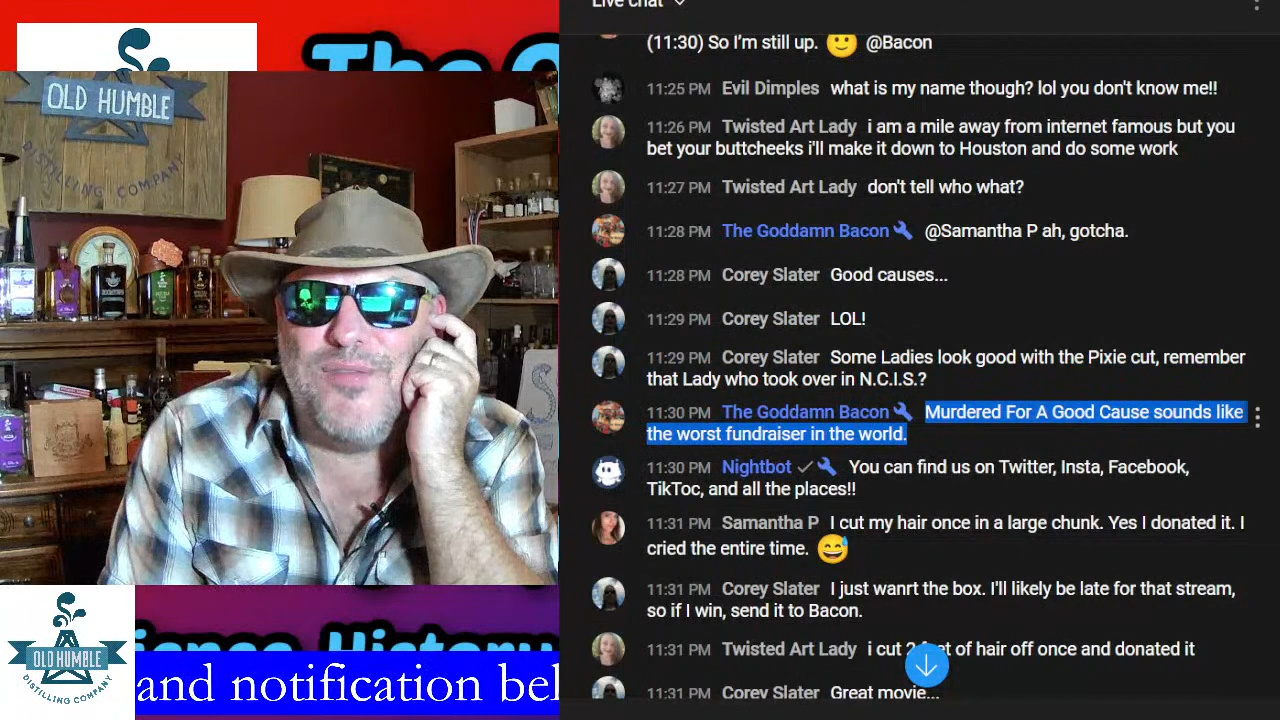 The
OLD HUMBLE
DISTILLING COMPANY
ience, History
OLD HUMBLE
DISTILLING COMPANY
and notification bel
Live chat
(11:30) So I'm still up. 🙂 @Bacon
11:25 PM Evil Dimples what is my name though? lol you don't know me!!
11:26 PM Twisted Art Lady i am a mile away from internet famous but you
bet your buttcheeks i'll make it down to Houston and do some work
11:27 PM Twisted Art Lady don't tell who what?
11:28 PM The Goddamn Bacon @Samantha P ah, gotcha.
11:28 PM Corey Slater Good causes...
11:29 PM Corey Slater LOL!
11:29 PM Corey Slater Some Ladies look good with the Pixie cut, remember
that Lady who took over in N.C.I.S.?
11:30 PM The Goddamn Bacon Murdered For A Good Cause sounds like
the worst fundraiser in the world.
11:30 PM Nightbot You can find us on Twitter, Insta, Facebook,
TikToc, and all the places!!
11:31 PM Samantha P I cut my hair once in a large chunk. Yes I donated it. I
cried the entire time. 😅
11:31 PM Corey Slater I just wanrt the box. I'll likely be late for that stream,
so if I win, send it to Bacon.
11:31 PM Twisted Art Lady i cut 2 of hair off once and donated it
11:31 PM Corey Slater Great movie...